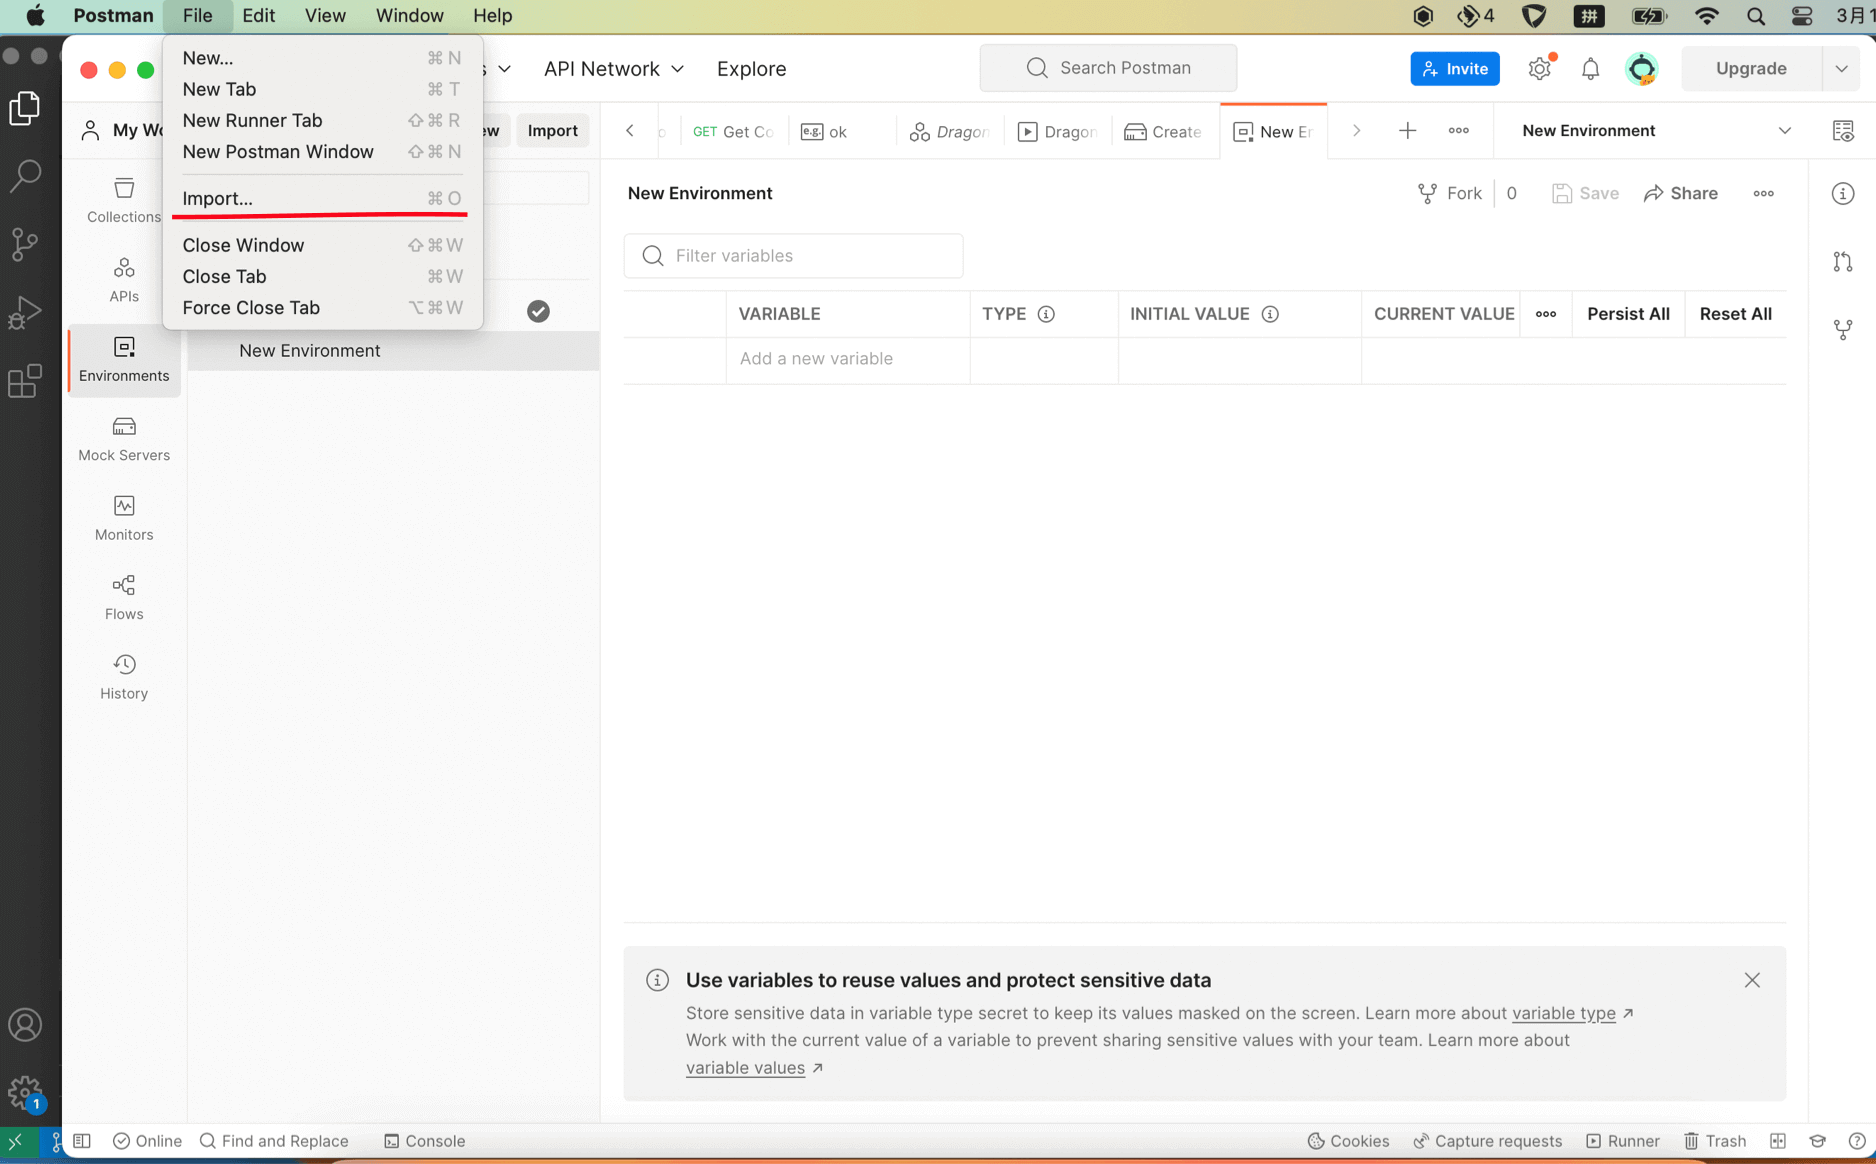 Postman File Edit View Window Help 4 拼 3月1
New... ⌘ N
New Tab ⌘ T
New Runner Tab ⇧ ⌘ R
New Postman Window ⇧ ⌘ N
Import... ⌘ O
Close Window ⇧ ⌘ W
Close Tab ⌘ W
Force Close Tab ⌥ ⌘ W
s API Network Explore Search Postman Invite Upgrade
My Wo ew Import GET Get Co e.g. ok Dragon Dragon Create New En New Environment
Collections
APIs
Environments
Mock Servers
Monitors
Flows
History
New Environment
New Environment Fork 0 Save Share
Filter variables
VARIABLE TYPE INITIAL VALUE CURRENT VALUE Persist All Reset All
Add a new variable
Use variables to reuse values and protect sensitive data
Store sensitive data in variable type secret to keep its values masked on the screen. Learn more about variable type ↗
Work with the current value of a variable to prevent sharing sensitive values with your team. Learn more about
variable values ↗
1
Online Find and Replace Console Cookies Capture requests Runner Trash